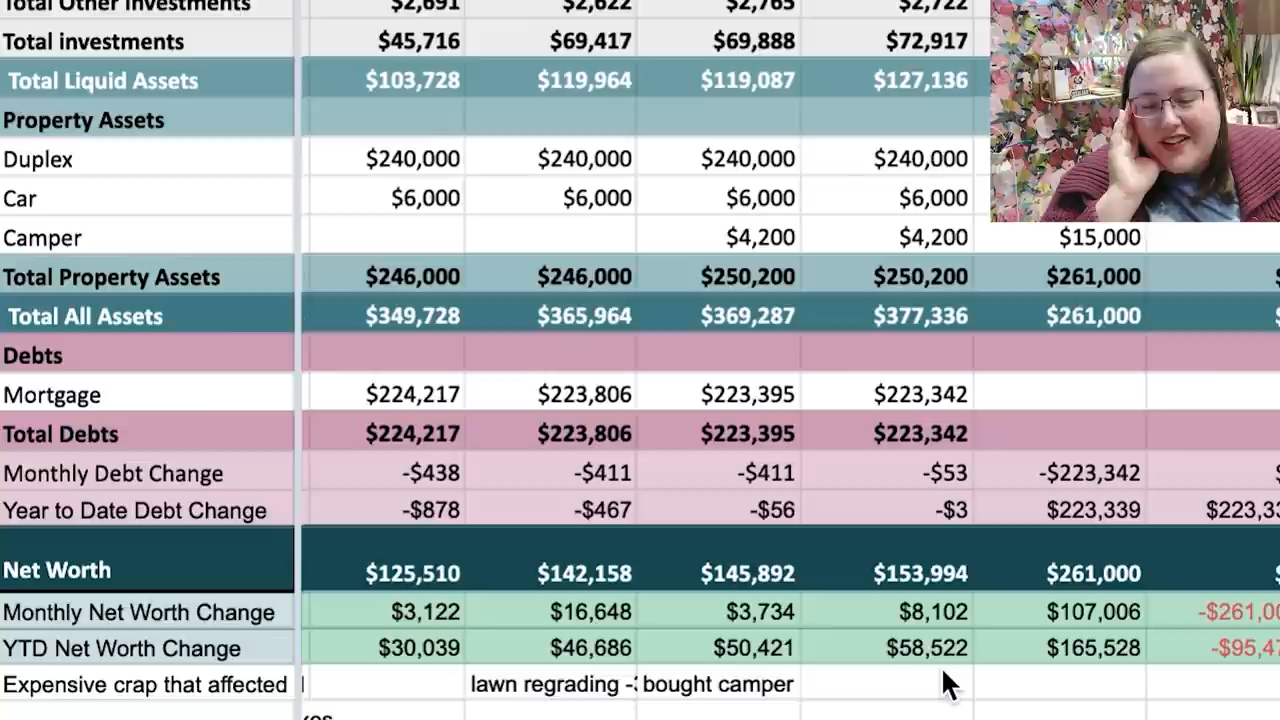 Total Other Investments $2,691 $2,622 $2,765 $2,722
Total investments $45,716 $69,417 $69,888 $72,917
Total Liquid Assets $103,728 $119,964 $119,087 $127,136
Property Assets
Duplex $240,000 $240,000 $240,000 $240,000
Car $6,000 $6,000 $6,000 $6,000
Camper $4,200 $4,200 $15,000
Total Property Assets $246,000 $246,000 $250,200 $250,200 $261,000
Total All Assets $349,728 $365,964 $369,287 $377,336 $261,000
Debts
Mortgage $224,217 $223,806 $223,395 $223,342
Total Debts $224,217 $223,806 $223,395 $223,342
Monthly Debt Change -$438 -$411 -$411 -$53 -$223,342
Year to Date Debt Change -$878 -$467 -$56 -$3 $223,339 $223,33
Net Worth $125,510 $142,158 $145,892 $153,994 $261,000
Monthly Net Worth Change $3,122 $16,648 $3,734 $8,102 $107,006 -$261,00
YTD Net Worth Change $30,039 $46,686 $50,421 $58,522 $165,528 -$95,47
Expensive crap that affected lawn regrading - bought camper